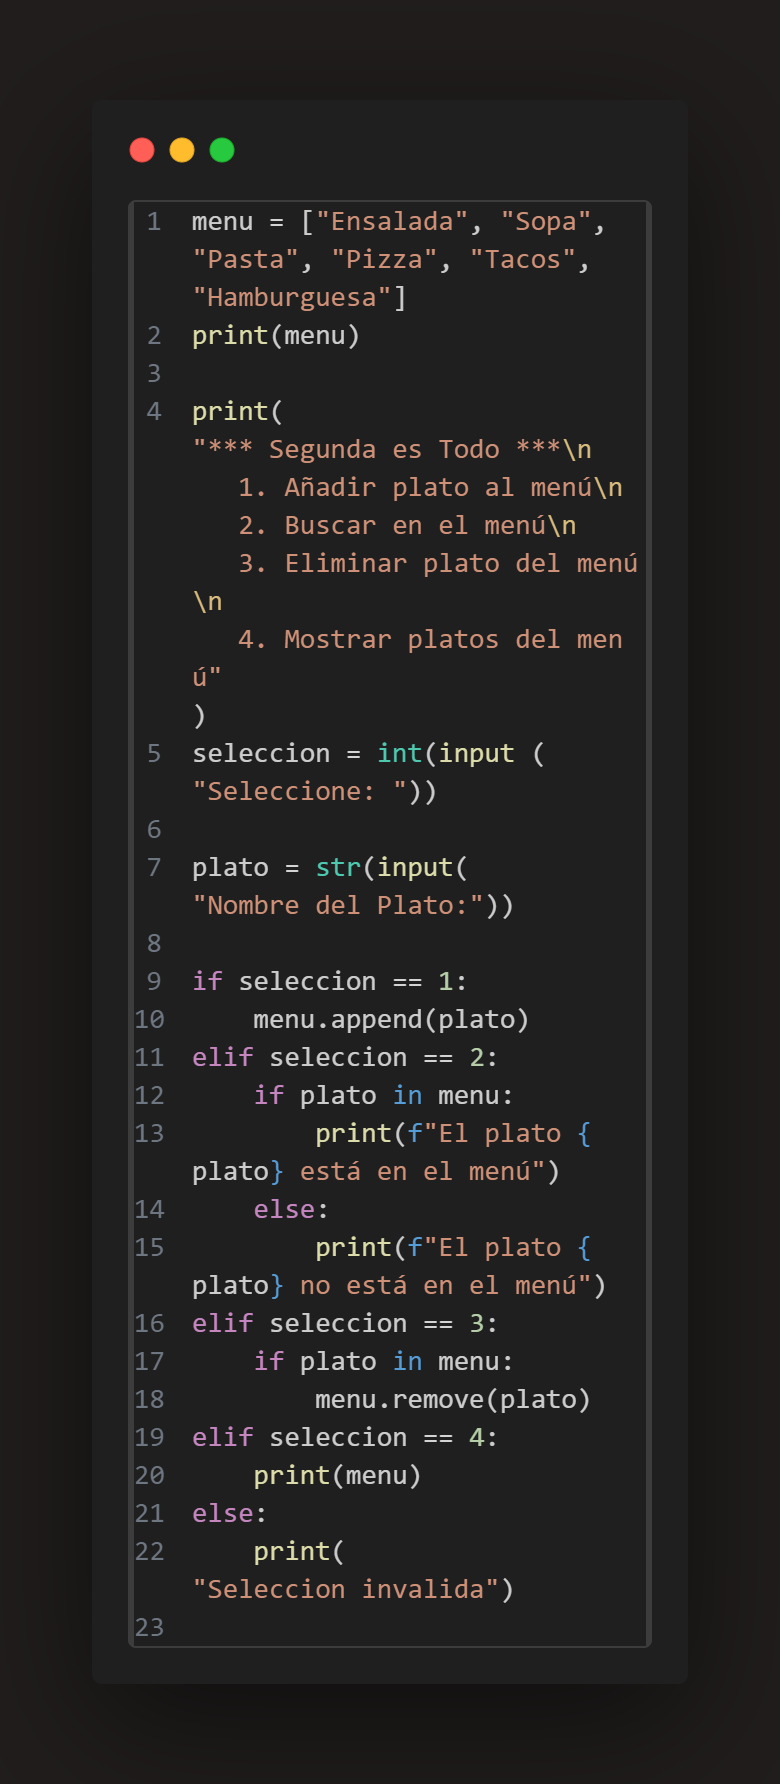 1 menu = ["Ensalada", "Sopa",
"Pasta", "Pizza", "Tacos",
"Hamburguesa"]
2 print(menu)
3
4 print(
"*** Segunda es Todo ***\n
   1. Añadir plato al menú\n
   2. Buscar en el menú\n
   3. Eliminar plato del menú
\n
   4. Mostrar platos del men
ú"
)
5 seleccion = int(input (
"Seleccione: "))
6
7 plato = str(input(
"Nombre del Plato:"))
8
9 if seleccion == 1:
10     menu.append(plato)
11 elif seleccion == 2:
12     if plato in menu:
13         print(f"El plato {
plato} está en el menú")
14     else:
15         print(f"El plato {
plato} no está en el menú")
16 elif seleccion == 3:
17     if plato in menu:
18         menu.remove(plato)
19 elif seleccion == 4:
20     print(menu)
21 else:
22     print(
"Seleccion invalida")
23